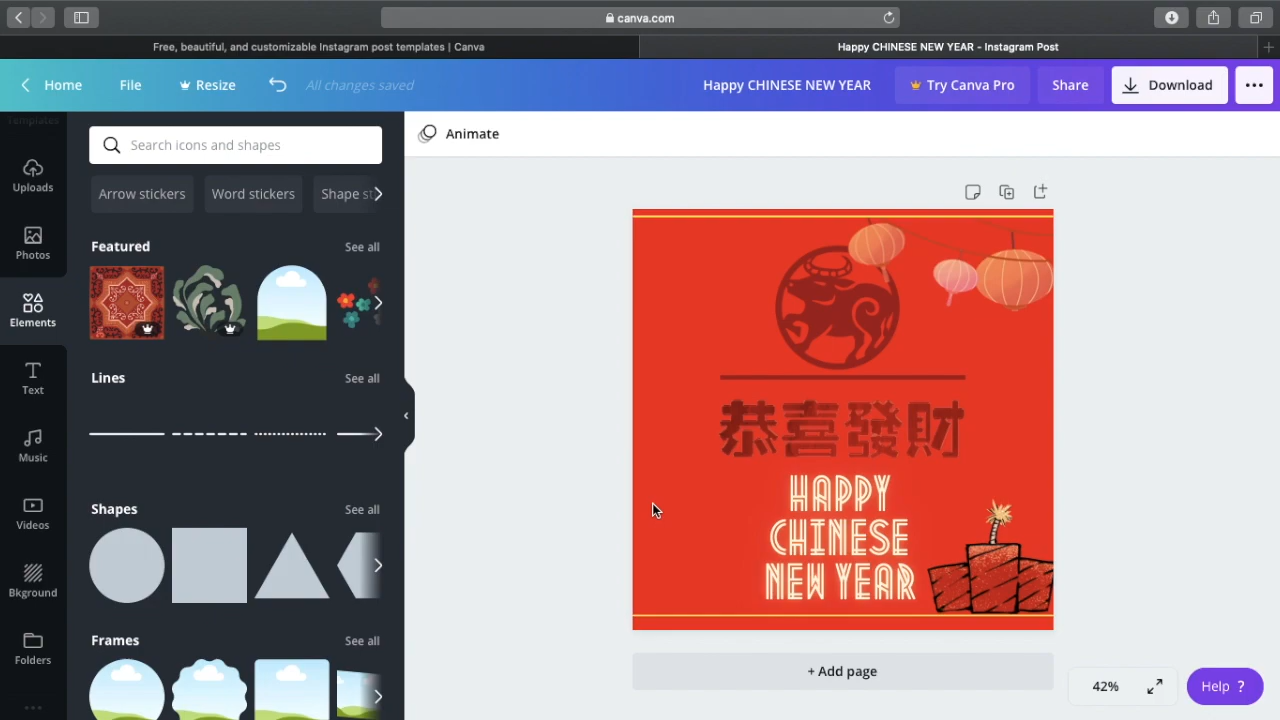 canva.com
Free, beautiful, and customizable Instagram post templates | Canva
Happy CHINESE NEW YEAR - Instagram Post
Home
File
Resize
All changes saved
Happy CHINESE NEW YEAR
Try Canva Pro
Share
Download
Templates
Uploads
Photos
Elements
Text
Music
Videos
Bkground
Folders
Search icons and shapes
Arrow stickers
Word stickers
Shape st
Featured
See all
Lines
See all
Shapes
See all
Frames
See all
Animate
恭喜發財
HAPPY
CHINESE
NEW YEAR
+ Add page
42%
Help ?